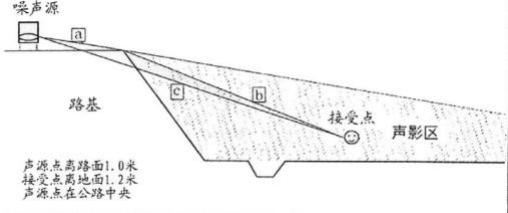 噪声源
a
c
b
路基
接受点
声影区
声源点离路面1.0米
接受点离地面1.2米
声源点在公路中央